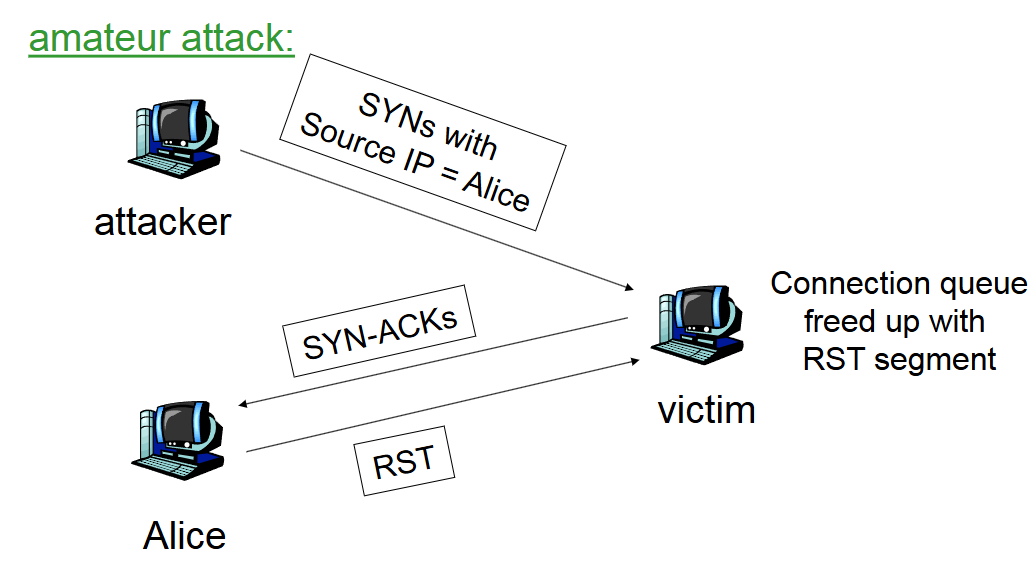 amateur attack:
SYNs with
Source IP = Alice
attacker
Connection queue
freed up with
RST segment
SYN-ACKs
victim
RST
Alice